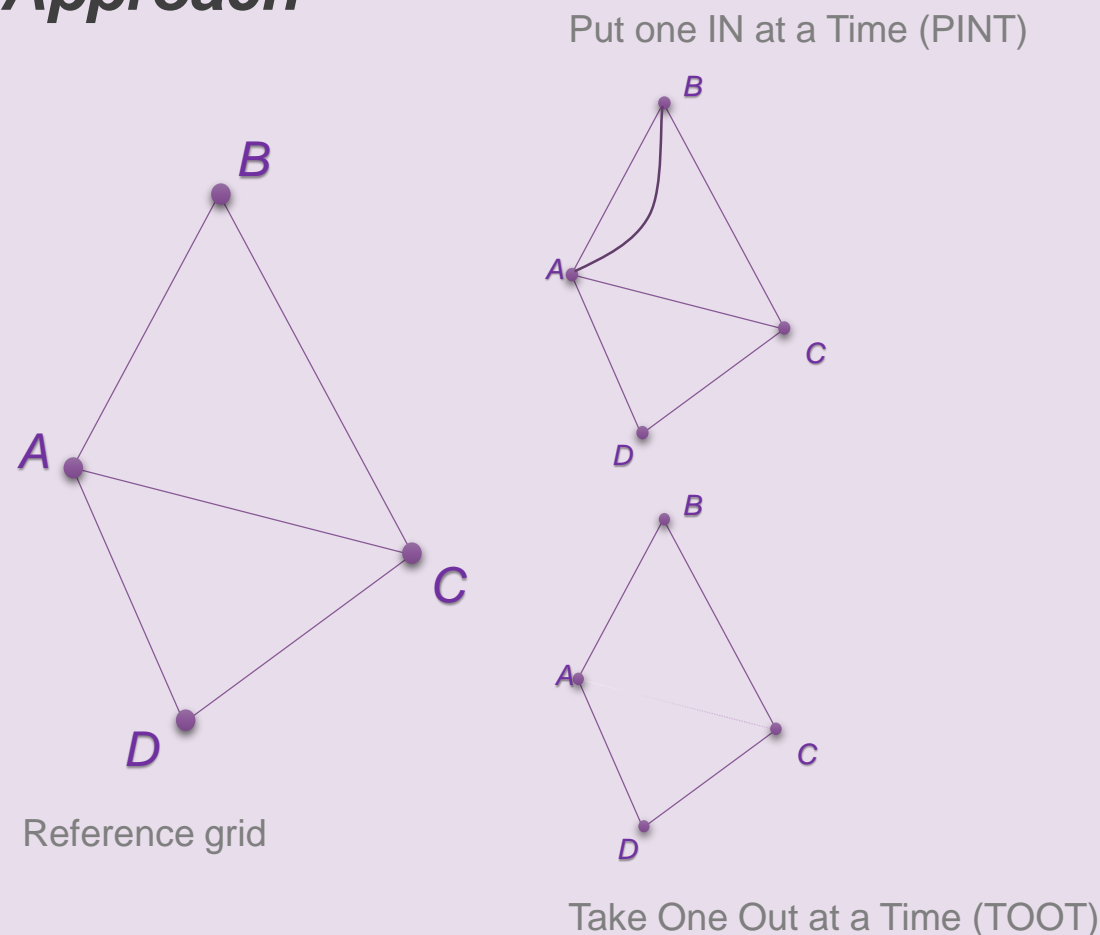 Approach
Put one IN at a Time (PINT)
B
A
C
D
Reference grid
B
A
C
D
B
A
C
D
Take One Out at a Time (TOOT)